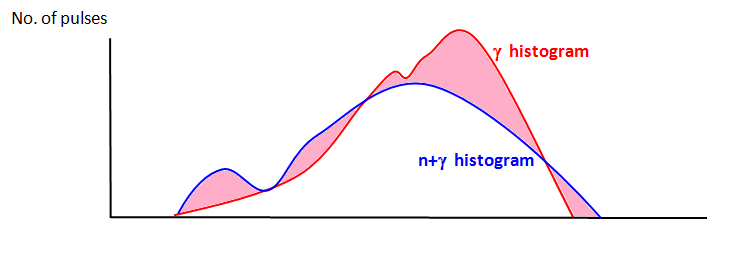 No. of pulses
γ histogram
n+γ histogram